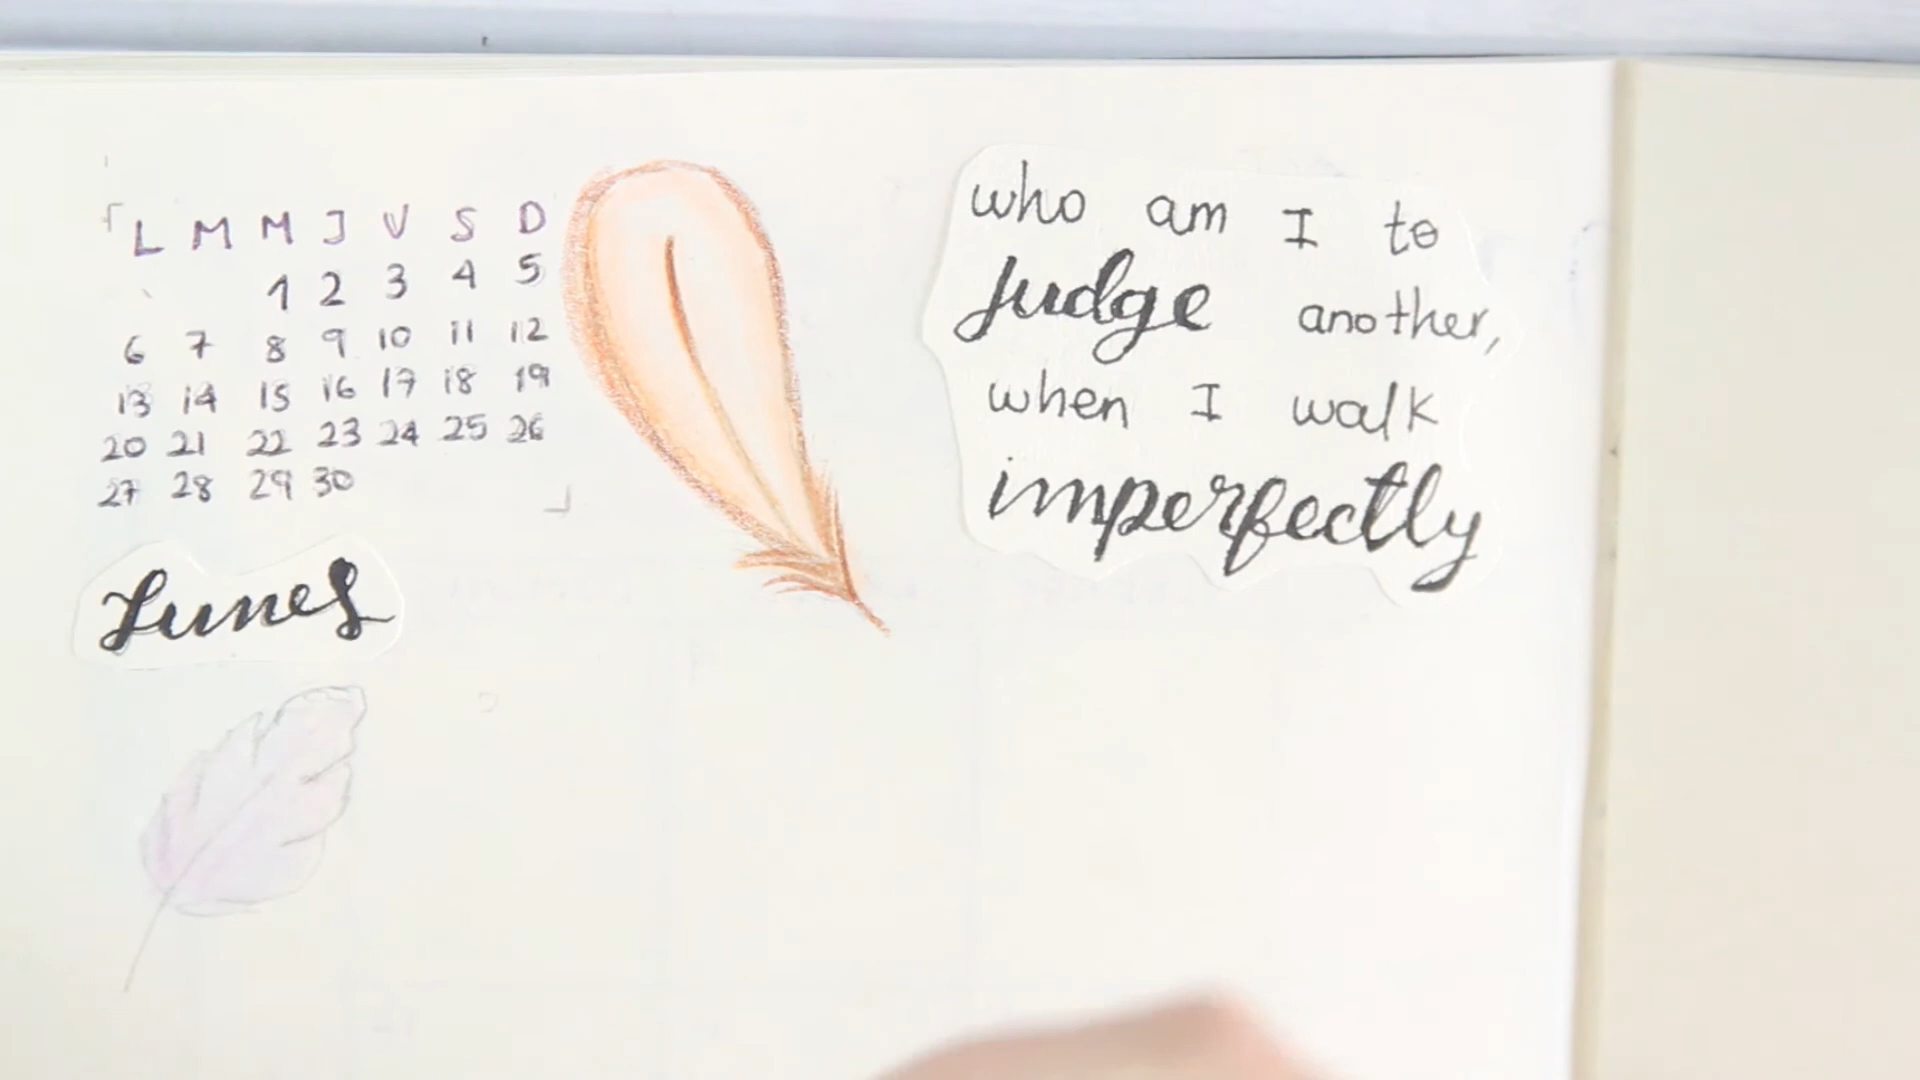 L M M J V S D
1 2 3 4 5
6 7 8 9 10 11 12
13 14 15 16 17 18 19
20 21 22 23 24 25 26
27 28 29 30
Lunes
who am I to
judge another,
when I walk
imperfectly